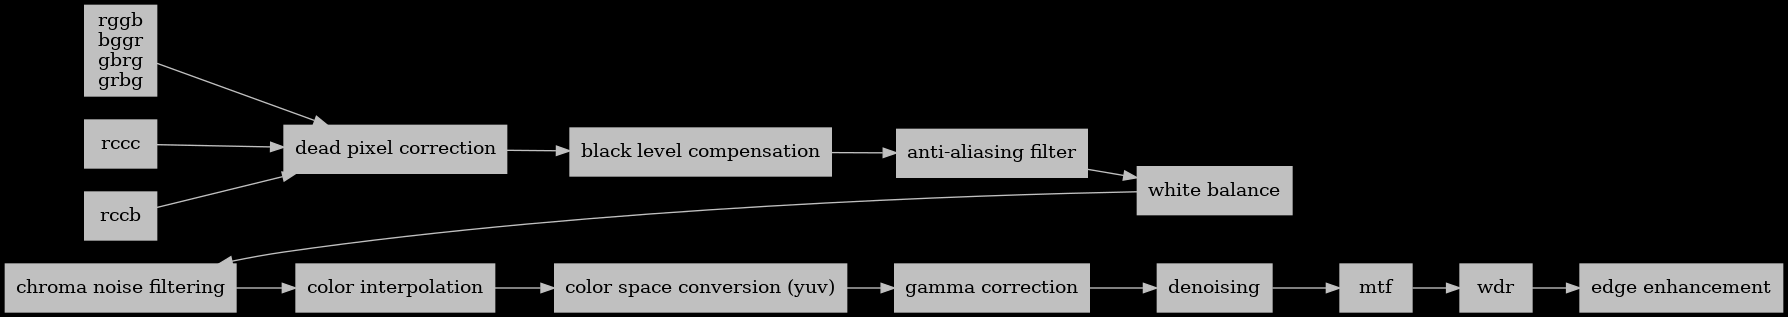 rggb
bggr
gbrg
grbg
rccc
rccb
dead pixel correction
black level compensation
anti-aliasing filter
white balance
chroma noise filtering
color interpolation
color space conversion (yuv)
gamma correction
denoising
mtf
wdr
edge enhancement